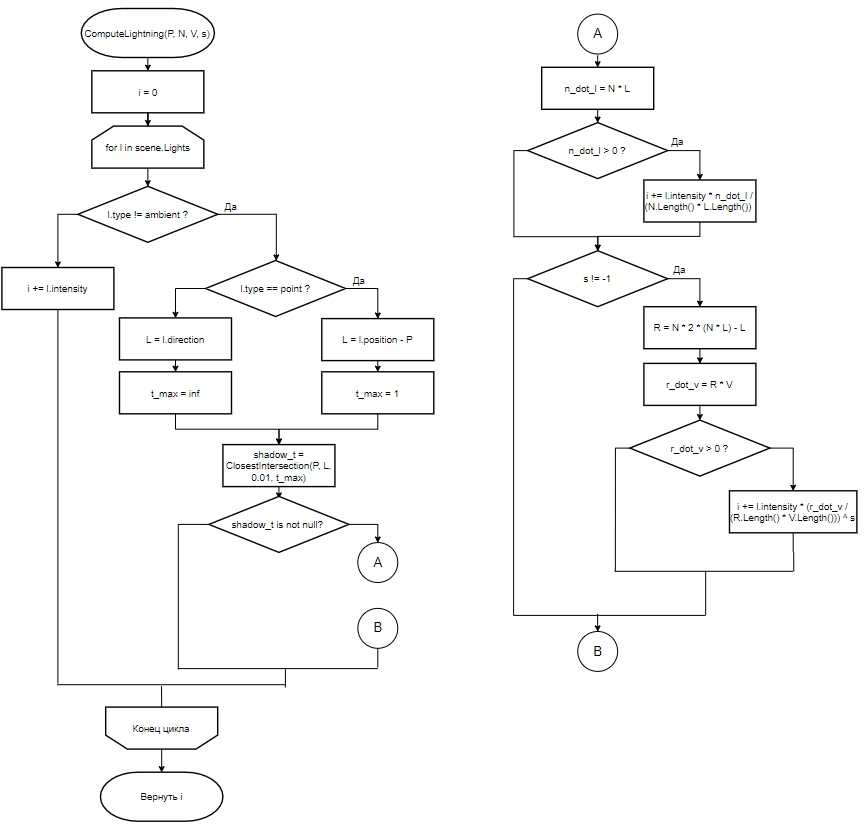 ComputeLightning(P, N, V, s)
i = 0
for l in scene.Lights
l.type != ambient ?
Да
i += l.intensity
l.type == point ?
Да
L = l.direction
L = l.position - P
t_max = inf
t_max = 1
shadow_t =
ClosestIntersection(P, L,
0.01, t_max)
shadow_t is not null?
A
B
Конец цикла
Вернуть i
A
n_dot_l = N * L
n_dot_l > 0 ?
Да
i += l.intensity * n_dot_l /
(N.Length() * L.Length())
s != -1
Да
R = N * 2 * (N * L) - L
r_dot_v = R * V
r_dot_v > 0 ?
i += l.intensity * (r_dot_v /
(R.Length() * V.Length())) ^ s
B